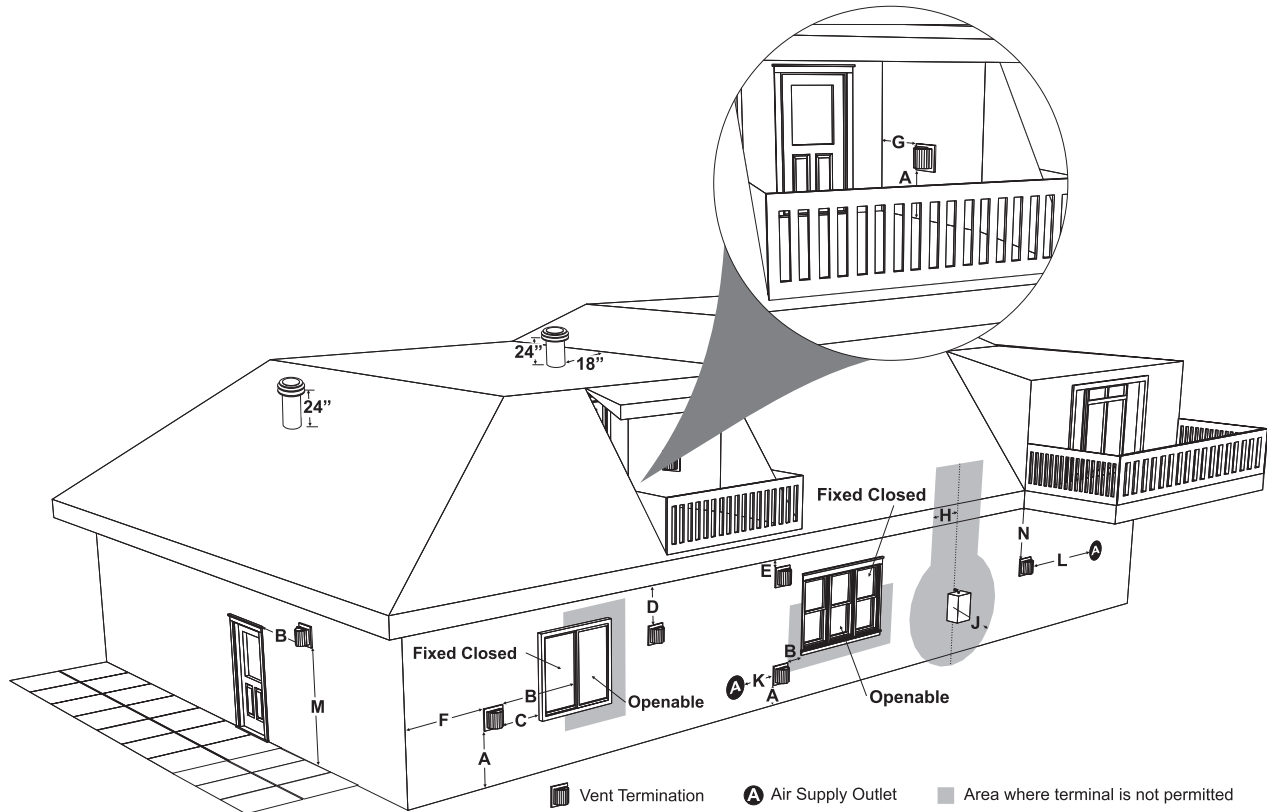 G
A
24”
18”
24”
Fixed Closed
H
N
L
A
E
D
B
J
Fixed Closed
B
K
A
A
Openable
B
Openable
M
F
C
A
Vent Termination
A Air Supply Outlet
Area where terminal is not permitted